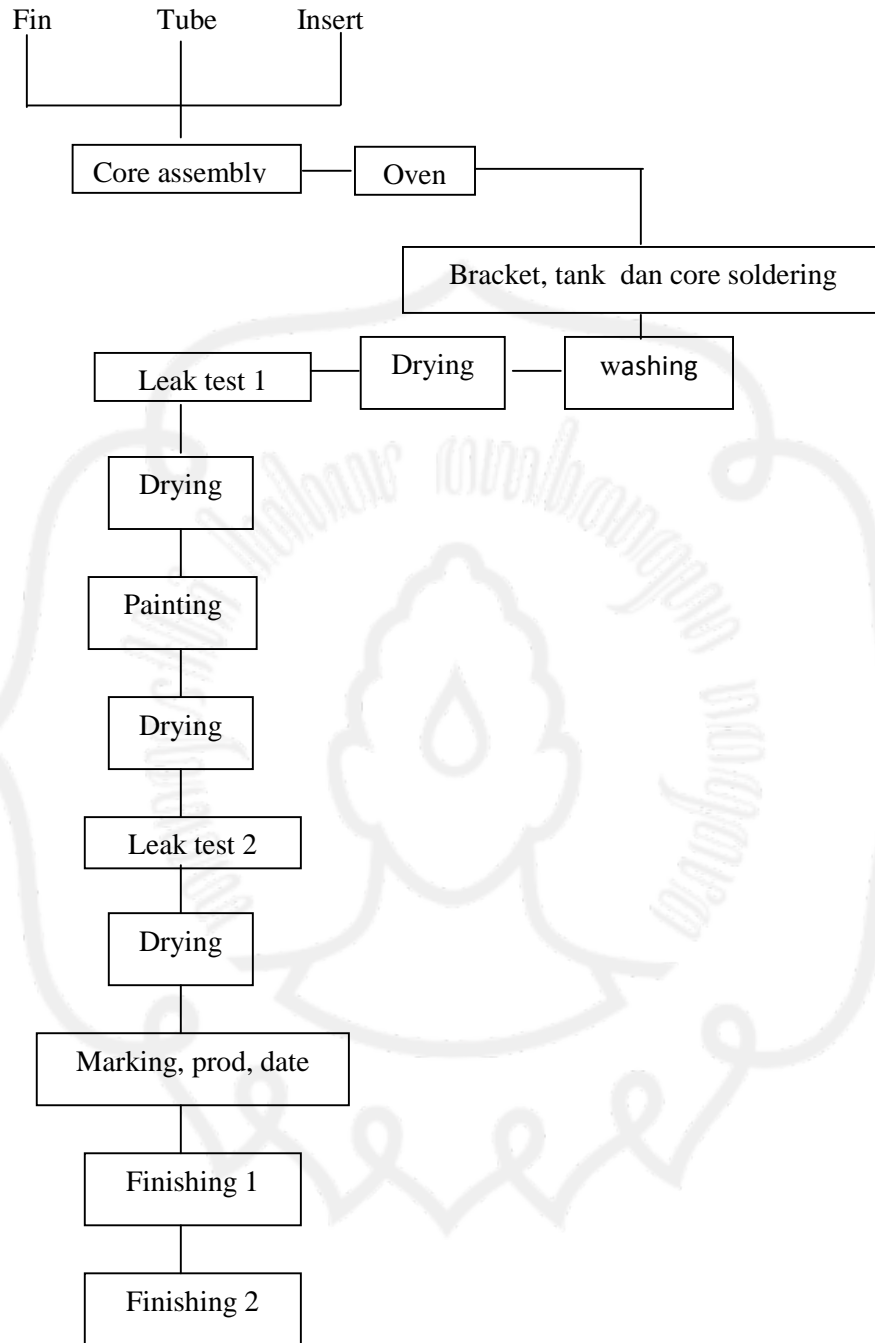 Fin Tube Insert
Core assembly
Oven
Bracket, tank dan core soldering
washing
Drying
Leak test 1
Drying
Painting
Drying
Leak test 2
Drying
Marking, prod, date
Finishing 1
Finishing 2